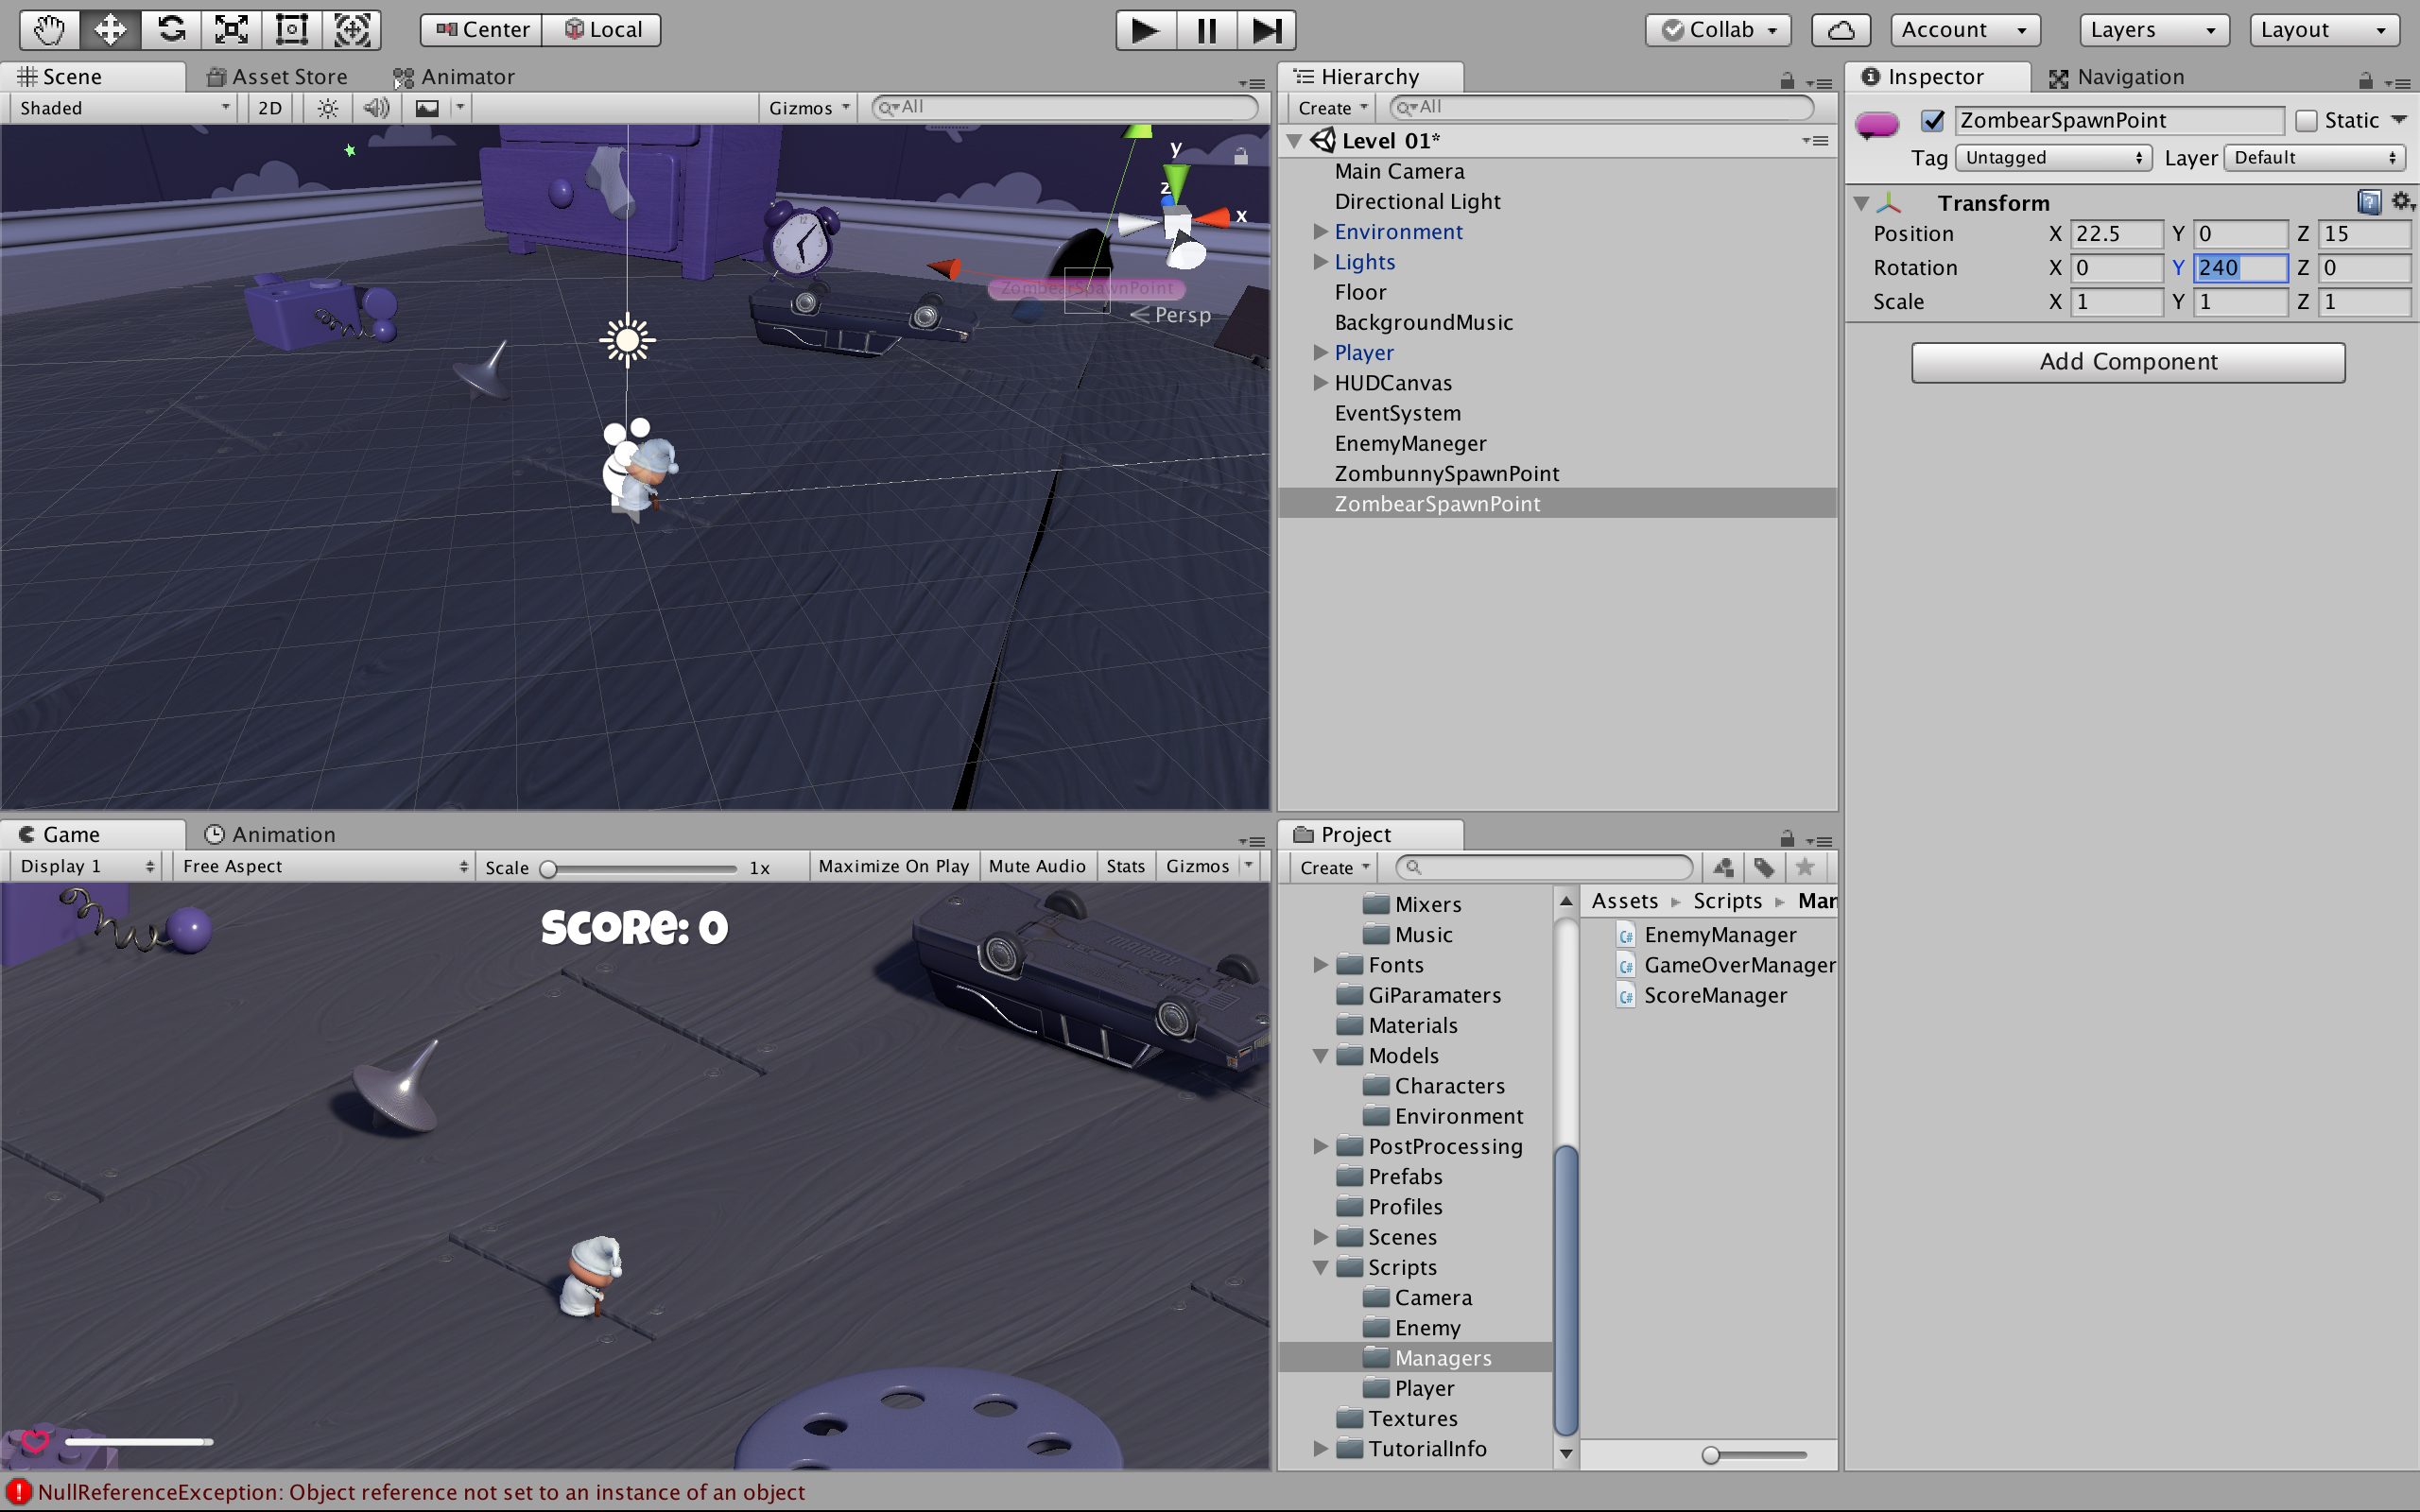 Center Local Collab Account Layers Layout
Scene Asset Store Animator
Shaded 2D Gizmos All
y
z
x
ZombearSpawnPoint
Persp
Hierarchy
Create All
Level 01*
Main Camera
Directional Light
Environment
Lights
Floor
BackgroundMusic
Player
HUDCanvas
EventSystem
EnemyManeger
ZombunnySpawnPoint
ZombearSpawnPoint
Inspector Navigation
ZombearSpawnPoint Static
Tag Untagged Layer Default
Transform
Position X 22.5 Y 0 Z 15
Rotation X 0 Y 240 Z 0
Scale X 1 Y 1 Z 1
Add Component
Game Animation
Display 1 Free Aspect Scale 1x Maximize On Play Mute Audio Stats Gizmos
SCORE: 0
Project
Create
Mixers
Music
Fonts
GiParamaters
Materials
Models
Characters
Environment
PostProcessing
Prefabs
Profiles
Scenes
Scripts
Camera
Enemy
Managers
Player
Textures
TutorialInfo
Assets Scripts Man
C# EnemyManager
C# GameOverManager
C# ScoreManager
NullReferenceException: Object reference not set to an instance of an object